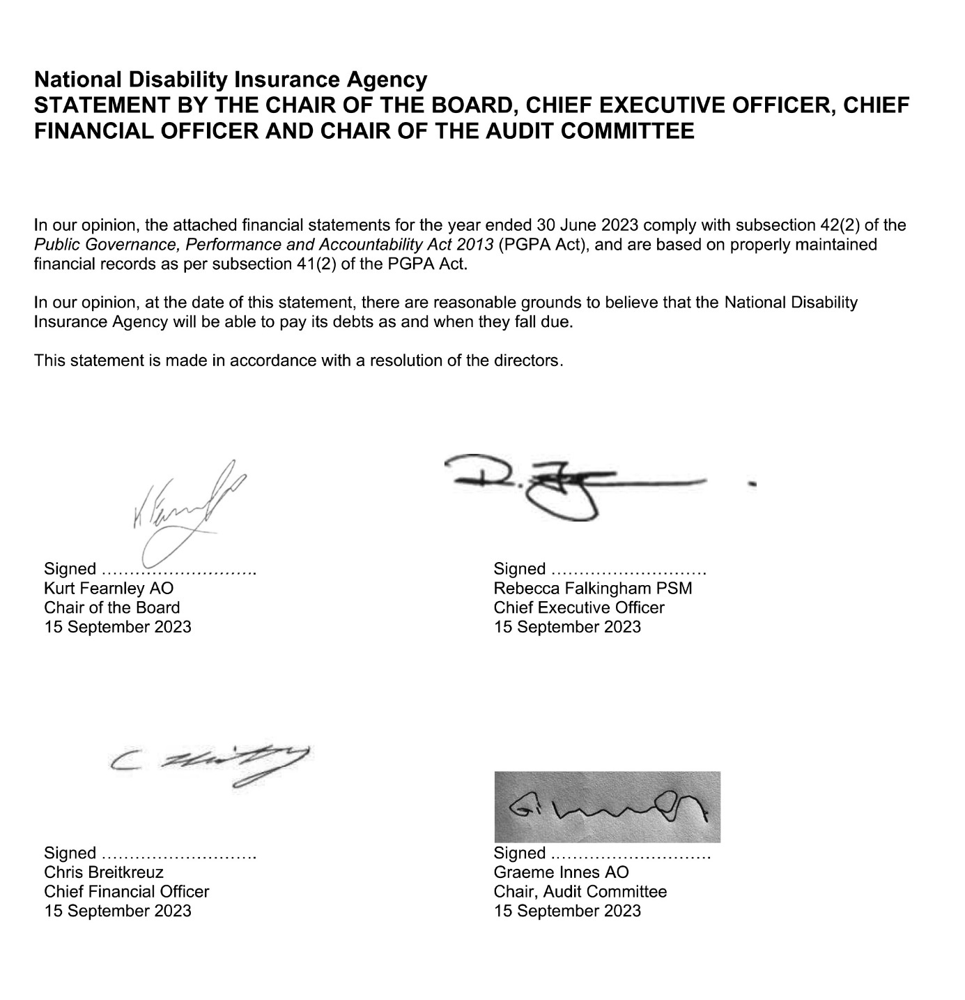 National Disability Insurance Agency
STATEMENT BY THE CHAIR OF THE BOARD, CHIEF EXECUTIVE OFFICER, CHIEF
FINANCIAL OFFICER AND CHAIR OF THE AUDIT COMMITTEE
In our opinion, the attached financial statements for the year ended 30 June 2023 comply with subsection 42(2) of the
Public Governance, Performance and Accountability Act 2013 (PGPA Act), and are based on properly maintained
financial records as per subsection 41(2) of the PGPA Act.
In our opinion, at the date of this statement, there are reasonable grounds to believe that the National Disability
Insurance Agency will be able to pay its debts as and when they fall due.
This statement is made in accordance with a resolution of the directors.
Signed ……………………….
Kurt Fearnley AO
Chair of the Board
15 September 2023
Signed ……………………….
Rebecca Falkingham PSM
Chief Executive Officer
15 September 2023
Signed ……………………….
Chris Breitkreuz
Chief Financial Officer
15 September 2023
Signed ……………………….
Graeme Innes AO
Chair, Audit Committee
15 September 2023